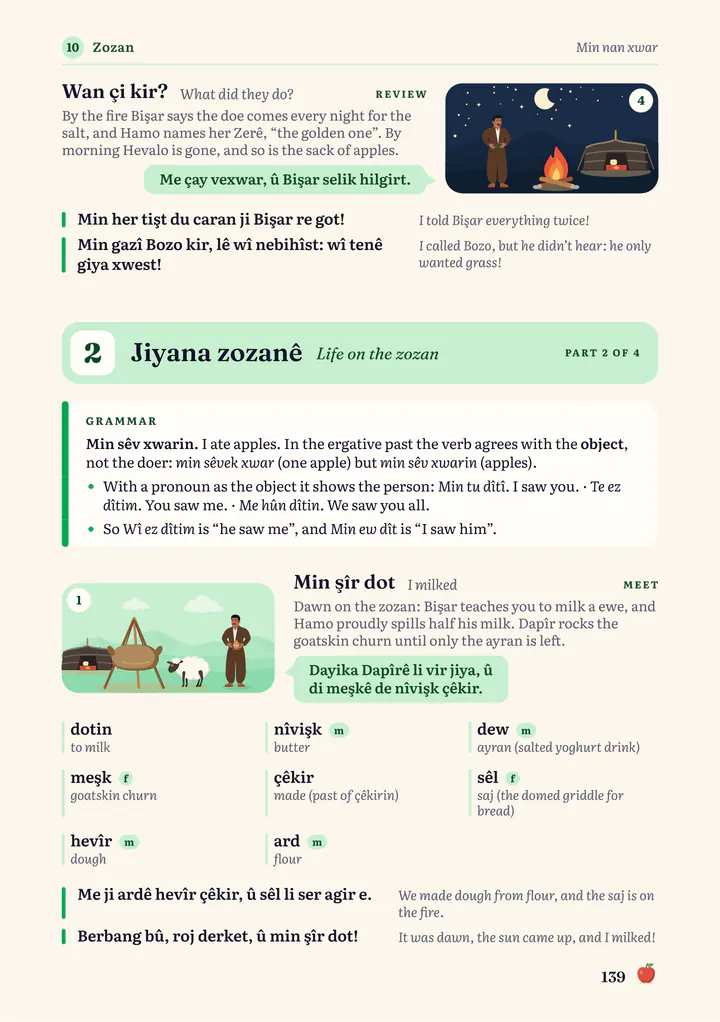 10 Zozan
Min nan xwar
Wan çi kir? What did they do? REVIEW
By the fire Bişar says the doe comes every night for the
salt, and Hamo names her Zerê, “the golden one”. By
morning Hevalo is gone, and so is the sack of apples.
Me çay vexwar, û Bişar selik hilgirt.
4
Min her tişt du caran ji Bişar re got!
I told Bişar everything twice!
Min gazî Bozo kir, lê wî nebihîst: wî tenê
giya xwest!
I called Bozo, but he didn’t hear: he only
wanted grass!
2 Jiyana zozanê Life on the zozan PART 2 OF 4
GRAMMAR
Min sêv xwarin. I ate apples. In the ergative past the verb agrees with the object,
not the doer: min sêvek xwar (one apple) but min sêv xwarin (apples).
• With a pronoun as the object it shows the person: Min tu dîtî. I saw you. · Te ez
dîtim. You saw me. · Me hûn dîtin. We saw you all.
• So Wî ez dîtim is “he saw me”, and Min ew dît is “I saw him”.
1
Min şîr dot I milked MEET
Dawn on the zozan: Bişar teaches you to milk a ewe, and
Hamo proudly spills half his milk. Dapîr rocks the
goatskin churn until only the ayran is left.
Dayika Dapîrê li vir jiya, û
di meşkê de nîvişk çêkir.
dotin
to milk
nîvişk m
butter
dew m
ayran (salted yoghurt drink)
meşk f
goatskin churn
çêkir
made (past of çêkirin)
sêl f
saj (the domed griddle for
bread)
hevîr m
dough
ard m
flour
Me ji ardê hevîr çêkir, û sêl li ser agir e.
We made dough from flour, and the saj is on
the fire.
Berbang bû, roj derket, û min şîr dot!
It was dawn, the sun came up, and I milked!
139